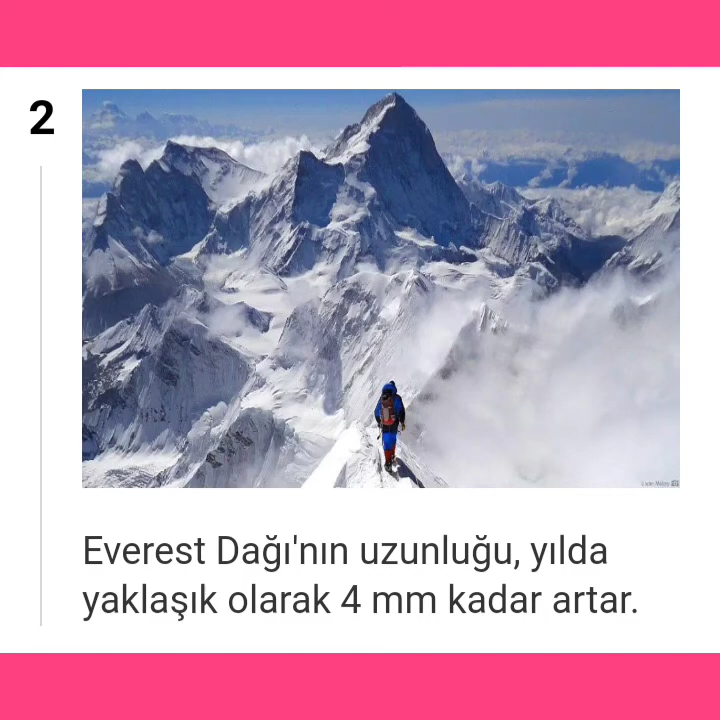 2
Everest Dağı'nın uzunluğu, yılda
yaklaşık olarak 4 mm kadar artar.